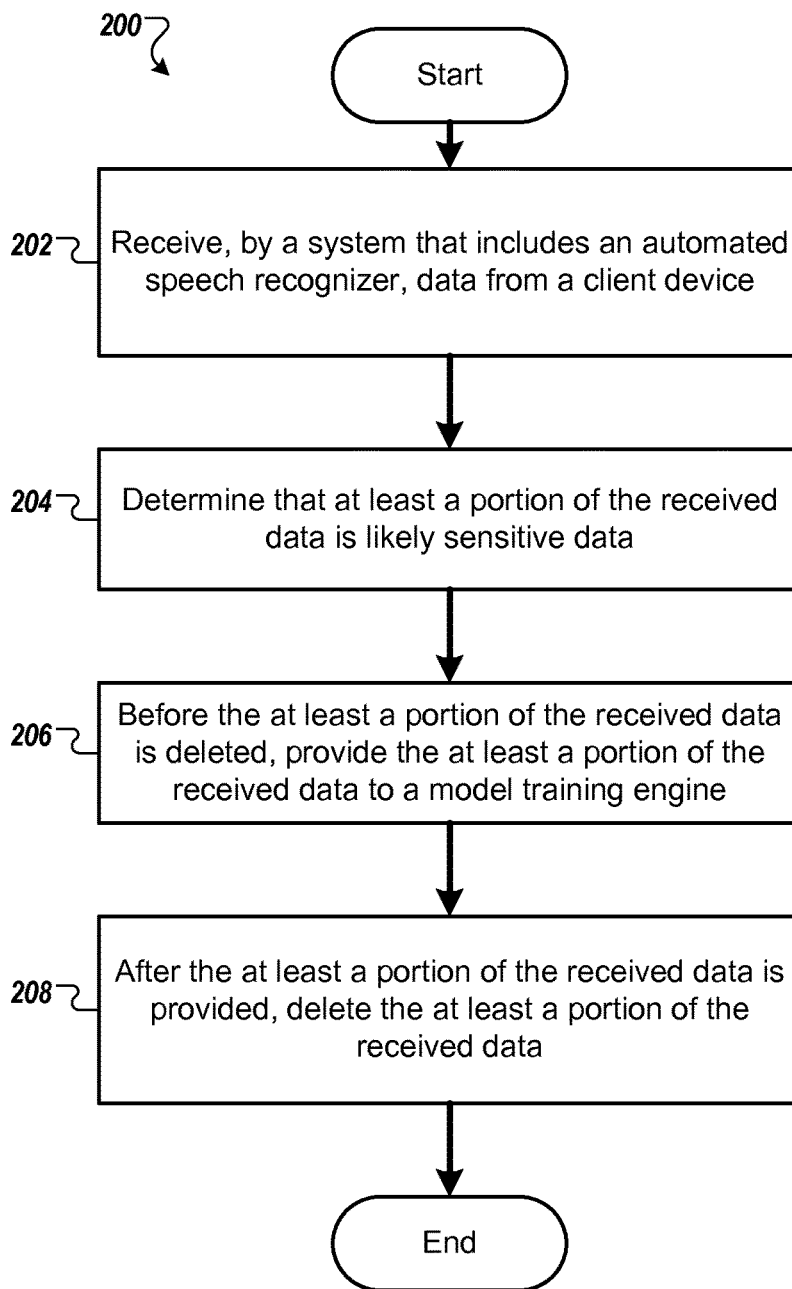 200
Start
202
Receive, by a system that includes an automated
speech recognizer, data from a client device
204
Determine that at least a portion of the received
data is likely sensitive data
206
Before the at least a portion of the received data
is deleted, provide the at least a portion of the
received data to a model training engine
208
After the at least a portion of the received data is
provided, delete the at least a portion of the
received data
End